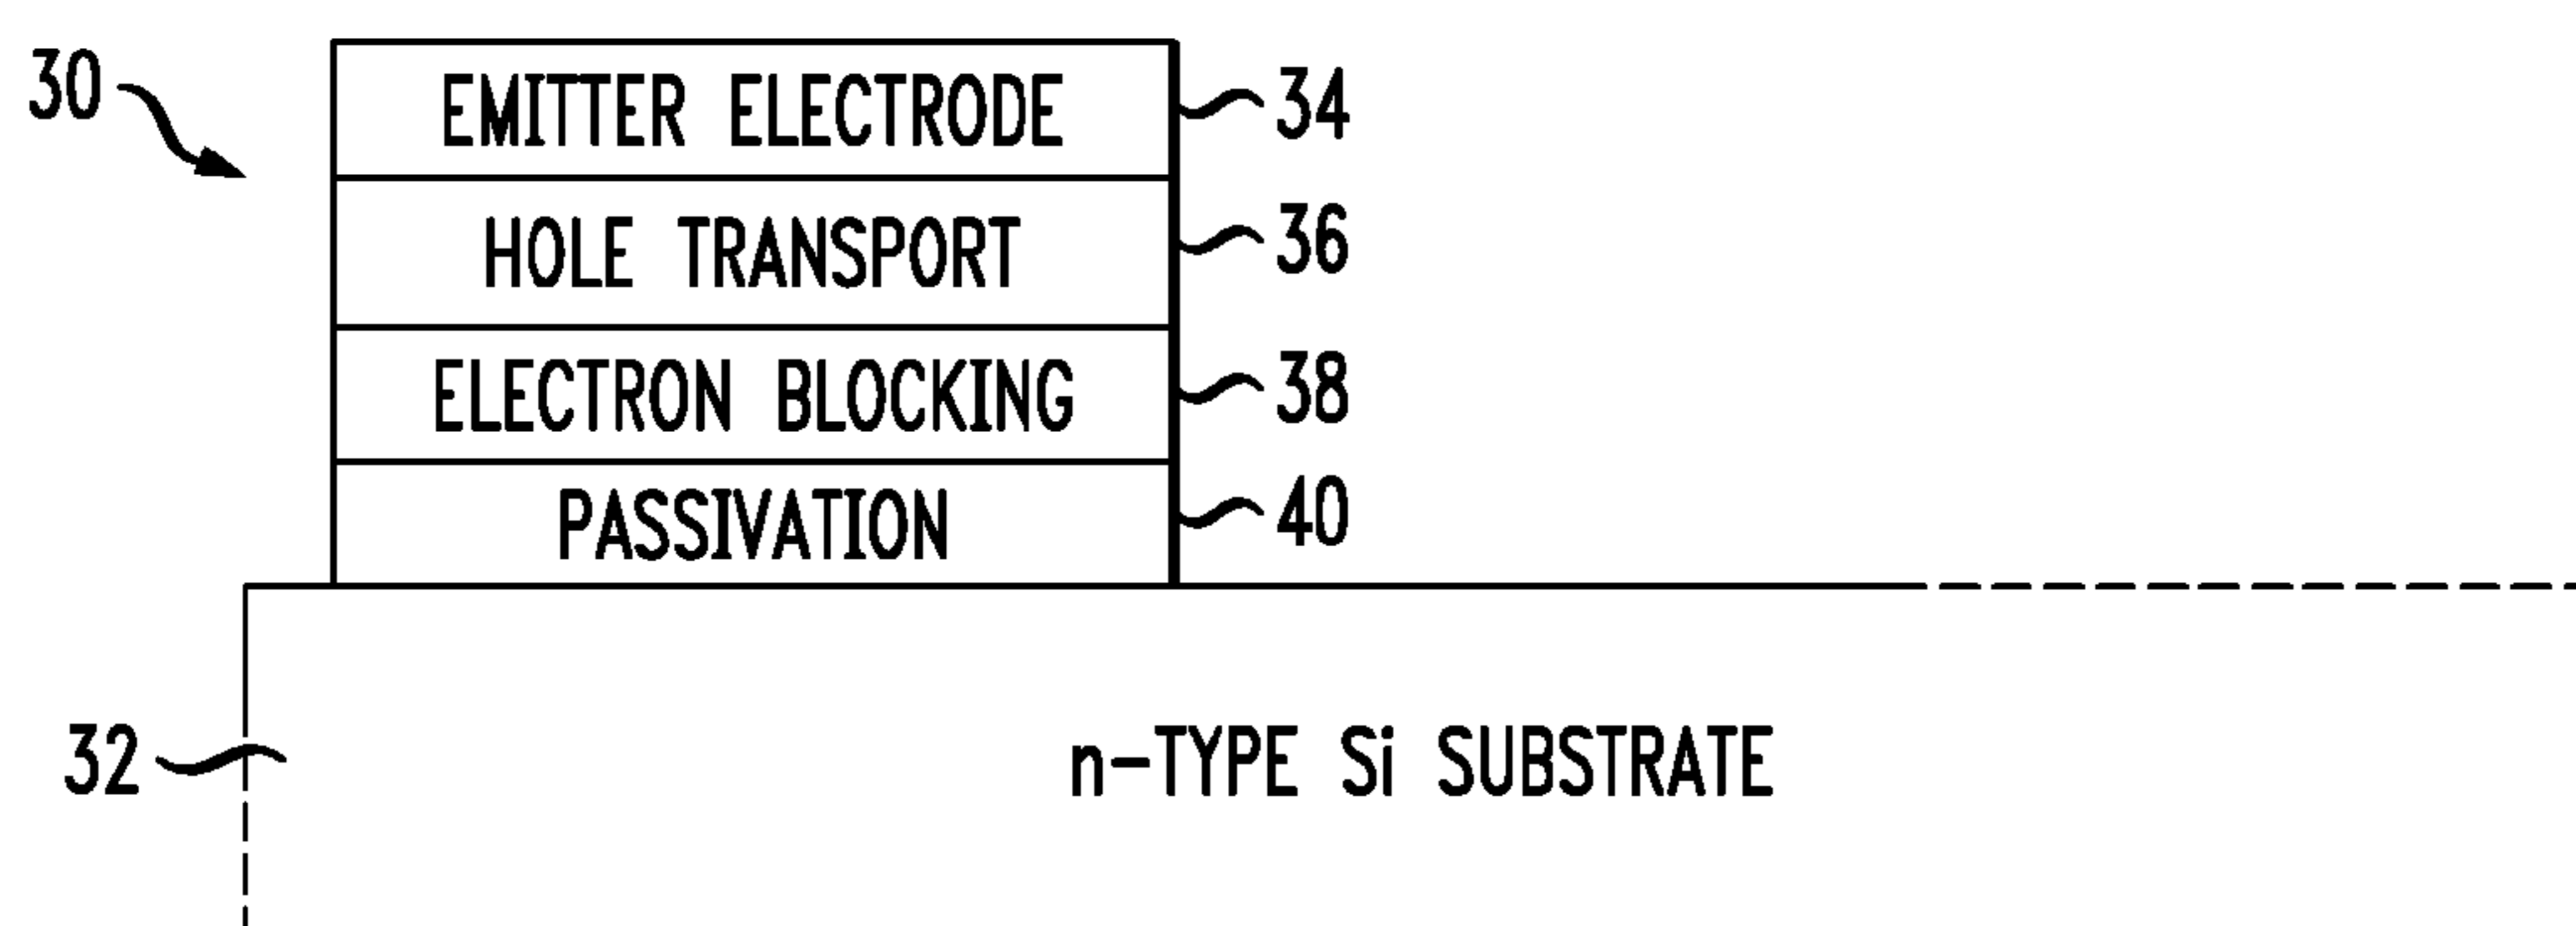 30
EMITTER ELECTRODE 34
HOLE TRANSPORT 36
ELECTRON BLOCKING 38
PASSIVATION 40
32 n-TYPE Si SUBSTRATE